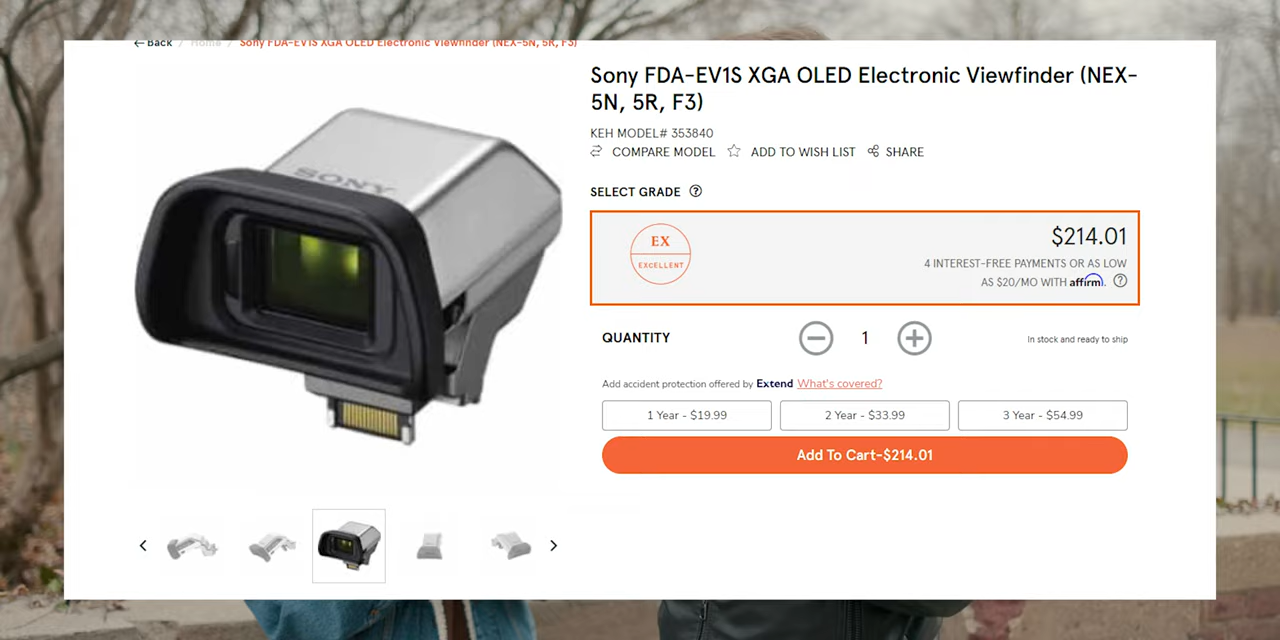 Back / Home / Sony FDA-EV1S XGA OLED Electronic Viewfinder (NEX-5N, 5R, F3)
Sony FDA-EV1S XGA OLED Electronic Viewfinder (NEX-
5N, 5R, F3)
KEH MODEL# 353840
COMPARE MODEL ADD TO WISH LIST SHARE
SELECT GRADE ?
SONY
EX
EXCELLENT
$214.01
4 INTEREST-FREE PAYMENTS OR AS LOW
AS $20/MO WITH affirm. ?
QUANTITY 1 In stock and ready to ship
Add accident protection offered by Extend What's covered?
1 Year - $19.99 2 Year - $33.99 3 Year - $54.99
Add To Cart-$214.01